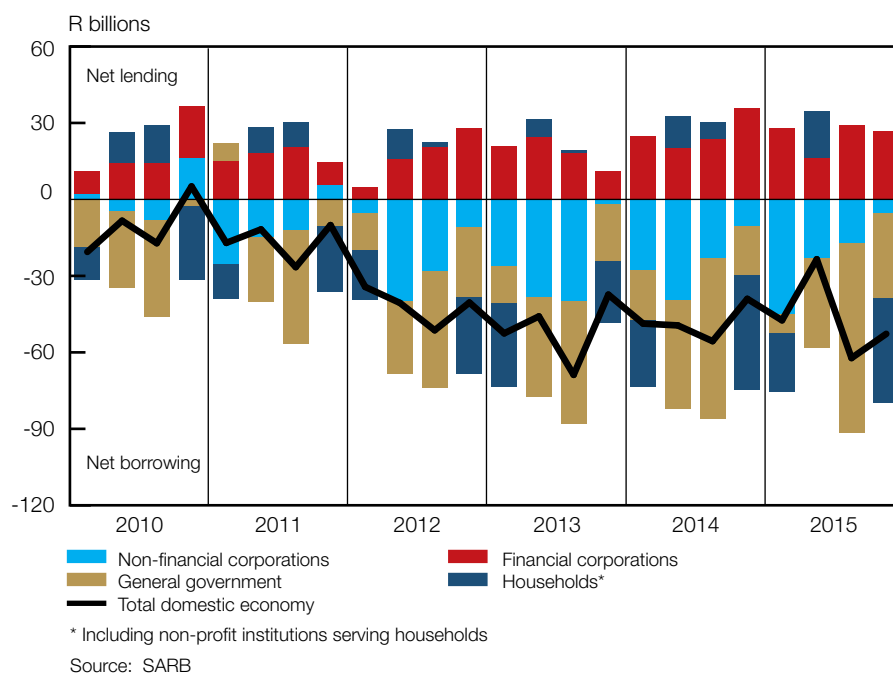 R billions
60
Net lending
30
0
-30
-60
-90
Net borrowing
-120
2010 2011 2012 2013 2014 2015
Non-financial corporations Financial corporations
General government Households*
Total domestic economy
* Including non-profit institutions serving households
Source: SARB